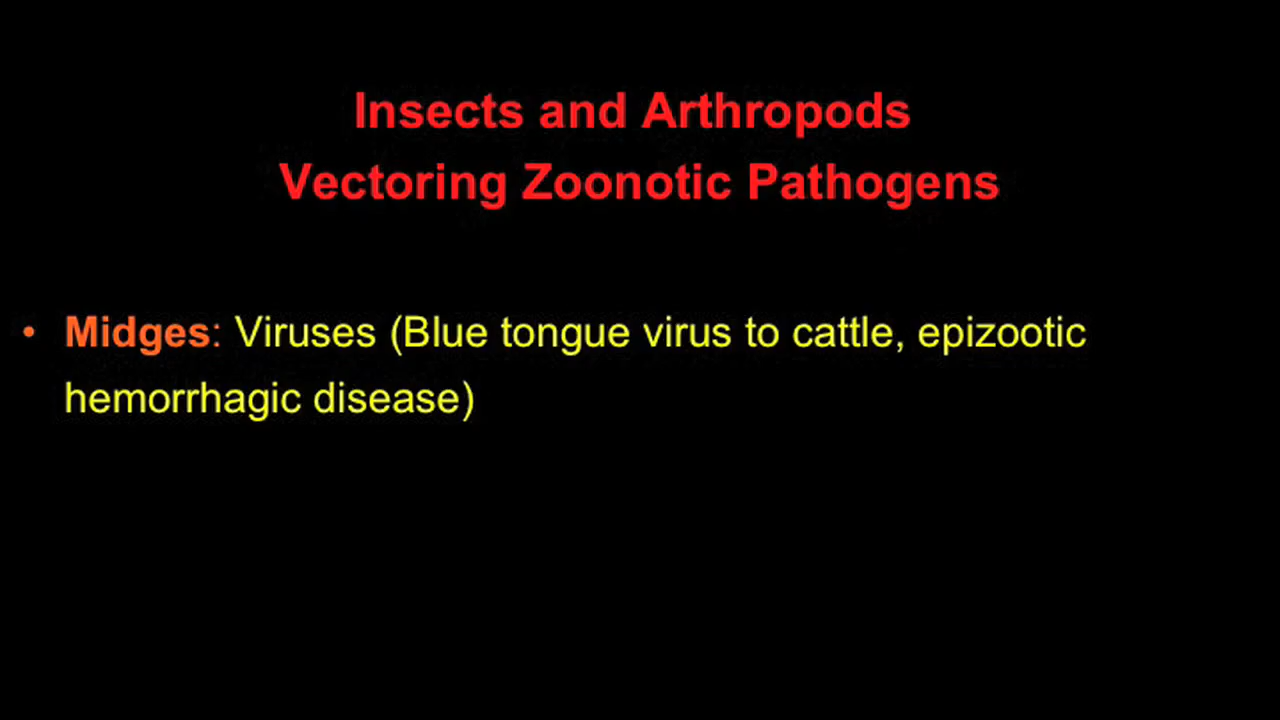 Insects and Arthropods
Vectoring Zoonotic Pathogens
• Midges: Viruses (Blue tongue virus to cattle, epizootic
hemorrhagic disease)